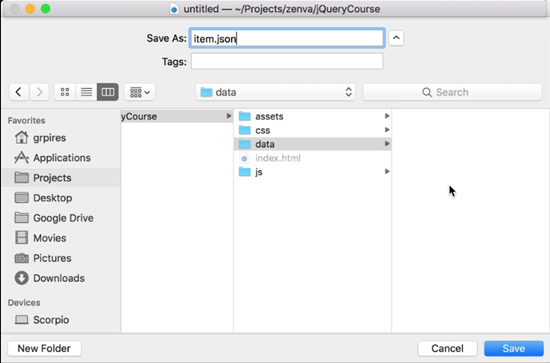 untitled — ~/Projects/zenva/jQueryCourse
Save As: item.json
Tags:
data
Search
Favorites
grpires
Applications
Projects
Desktop
Google Drive
Movies
Pictures
Downloads
Devices
Scorpio
yCourse
assets
css
data
index.html
js
New Folder
Cancel
Save